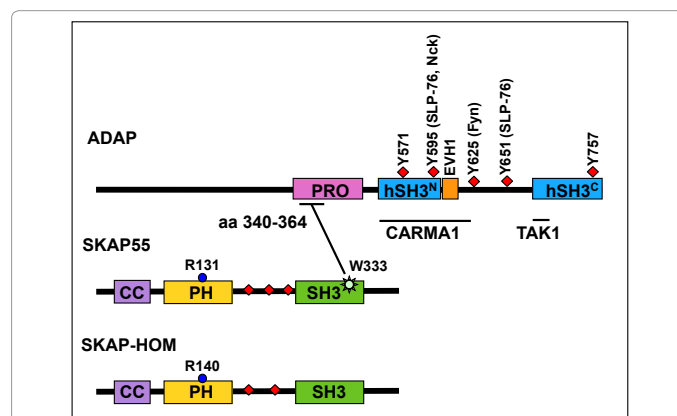 ADAP
Y571
Y595 (SLP-76, Nck)
EVH1
Y625 (Fyn)
Y651 (SLP-76)
Y757
PRO
hSH3N
hSH3C
aa 340-364
CARMA1
TAK1
SKAP55
R131
W333
CC
PH
SH3
SKAP-HOM
R140
CC
PH
SH3